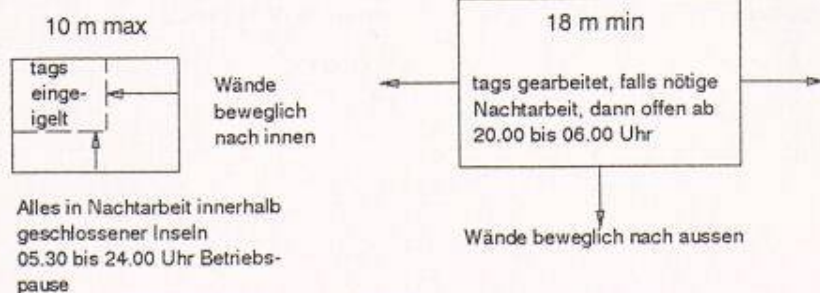 10 m max
tags
einge-
igelt
Wände
beweglich
nach innen
Alles in Nachtarbeit innerhalb
geschlossener Inseln
05.30 bis 24.00 Uhr Betriebs-
pause
18 m min
tags gearbeitet, falls nötige
Nachtarbeit, dann offen ab
20.00 bis 06.00 Uhr
Wände beweglich nach aussen